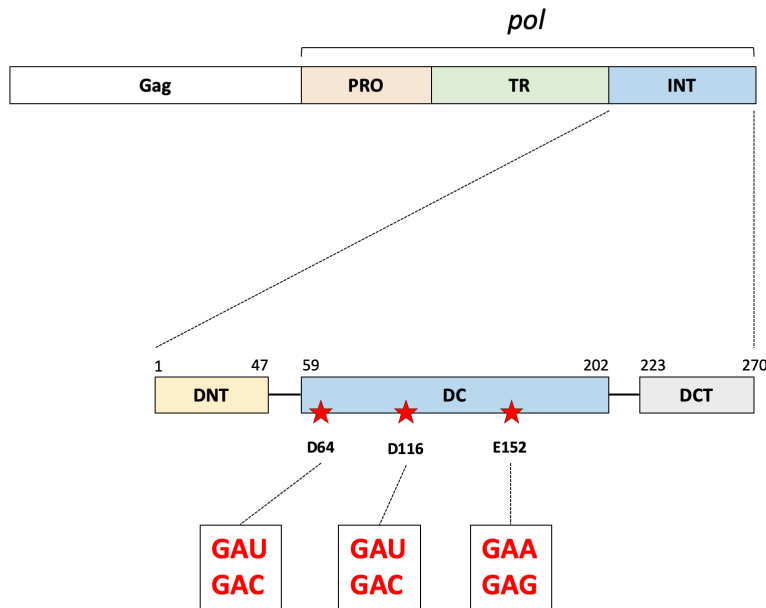 pol
Gag PRO TR INT
1 47 59 202 223 270
DNT DC DCT
D64 D116 E152
GAU GAU GAA
GAC GAC GAG